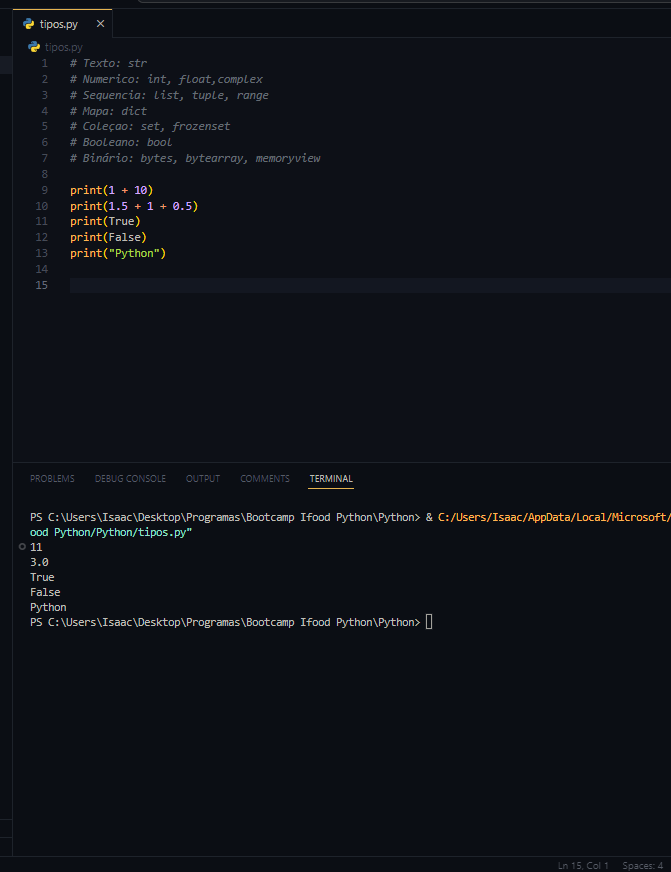 tipos.py
tipos.py
1 # Texto: str
2 # Numerico: int, float,complex
3 # Sequencia: list, tuple, range
4 # Mapa: dict
5 # Coleçao: set, frozenset
6 # Booleano: bool
7 # Binário: bytes, bytearray, memoryview
8
9 print(1 + 10)
10 print(1.5 + 1 + 0.5)
11 print(True)
12 print(False)
13 print("Python")
14
15
PROBLEMS DEBUG CONSOLE OUTPUT COMMENTS TERMINAL
PS C:\Users\Isaac\Desktop\Programas\Bootcamp Ifood Python\Python> & C:/Users/Isaac/AppData/Local/Microsoft/
ood Python/Python/tipos.py"
11
3.0
True
False
Python
PS C:\Users\Isaac\Desktop\Programas\Bootcamp Ifood Python\Python>
Ln 15, Col 1 Spaces: 4